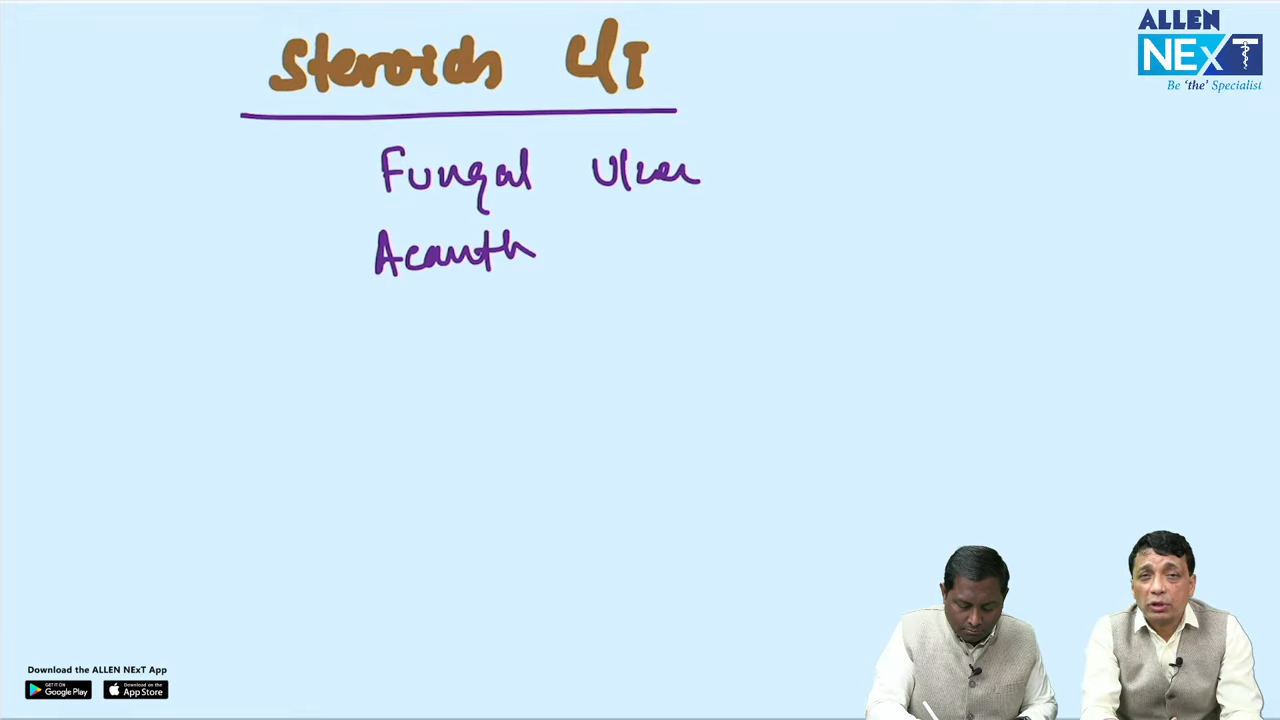 Steroids C/I
ALLEN
NExT
Be 'the' Specialist
Fungal Ulcer
Acanth
Download the ALLEN NExT App
GET IT ON
Google Play
Download on the
App Store